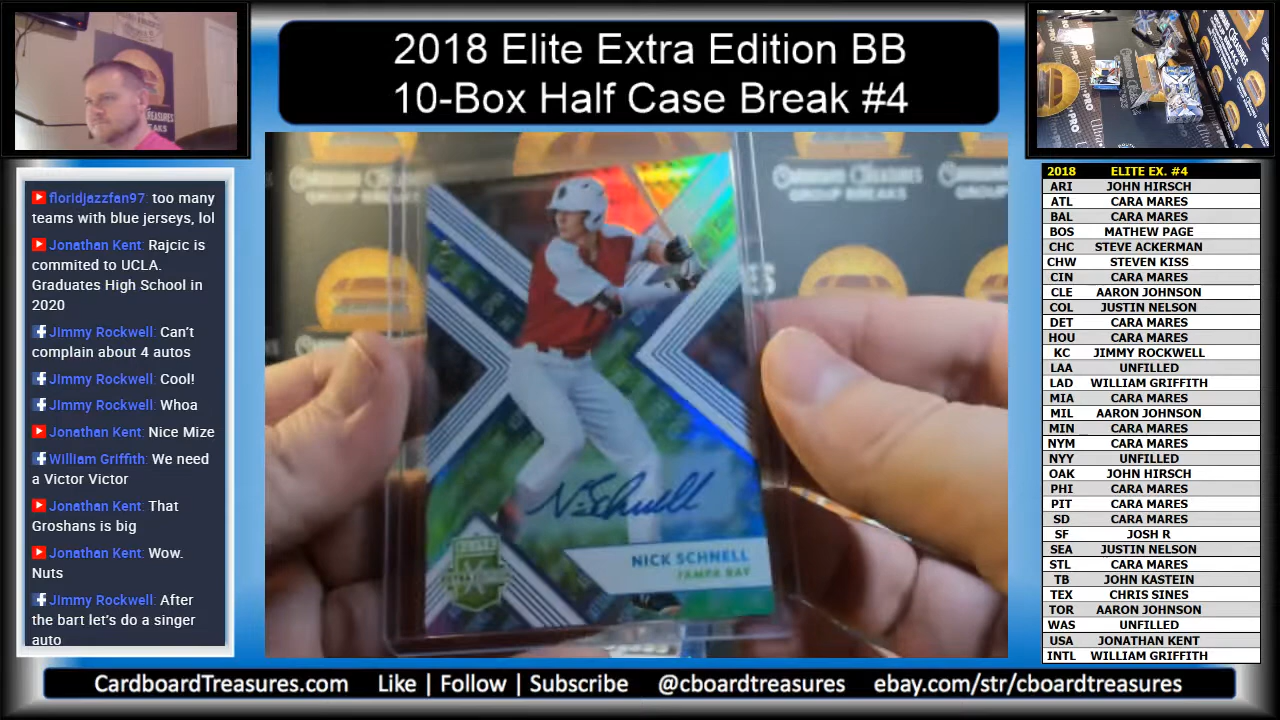 2018 Elite Extra Edition BB
10-Box Half Case Break #4
floridjazzfan97: too many
teams with blue jerseys, lol
Jonathan Kent: Rajcic is
commited to UCLA.
Graduates High School in
2020
JImmy Rockwell: Can't
complain about 4 autos
JImmy Rockwell: Cool!
JImmy Rockwell: Whoa
Jonathan Kent: Nice Mize
William Griffith: We need
a Victor Victor
Jonathan Kent: That
Groshans is big
Jonathan Kent: Wow.
Nuts
JImmy Rockwell: After
the bart let's do a singer
auto
GROUP BREAKS
N. Schnell
NICK SCHNELL
TAMPA BAY
2018 ELITE EX. #4
ARI JOHN HIRSCH
ATL CARA MARES
BAL CARA MARES
BOS MATHEW PAGE
CHC STEVE ACKERMAN
CHW STEVEN KISS
CIN CARA MARES
CLE AARON JOHNSON
COL JUSTIN NELSON
DET CARA MARES
HOU CARA MARES
KC JIMMY ROCKWELL
LAA UNFILLED
LAD WILLIAM GRIFFITH
MIA CARA MARES
MIL AARON JOHNSON
MIN CARA MARES
NYM CARA MARES
NYY UNFILLED
OAK JOHN HIRSCH
PHI CARA MARES
PIT CARA MARES
SD CARA MARES
SF JOSH R
SEA JUSTIN NELSON
STL CARA MARES
TB JOHN KASTEIN
TEX CHRIS SINES
TOR AARON JOHNSON
WAS UNFILLED
USA JONATHAN KENT
INTL WILLIAM GRIFFITH
CardboardTreasures.com Like | Follow | Subscribe @cboardtreasures ebay.com/str/cboardtreasures